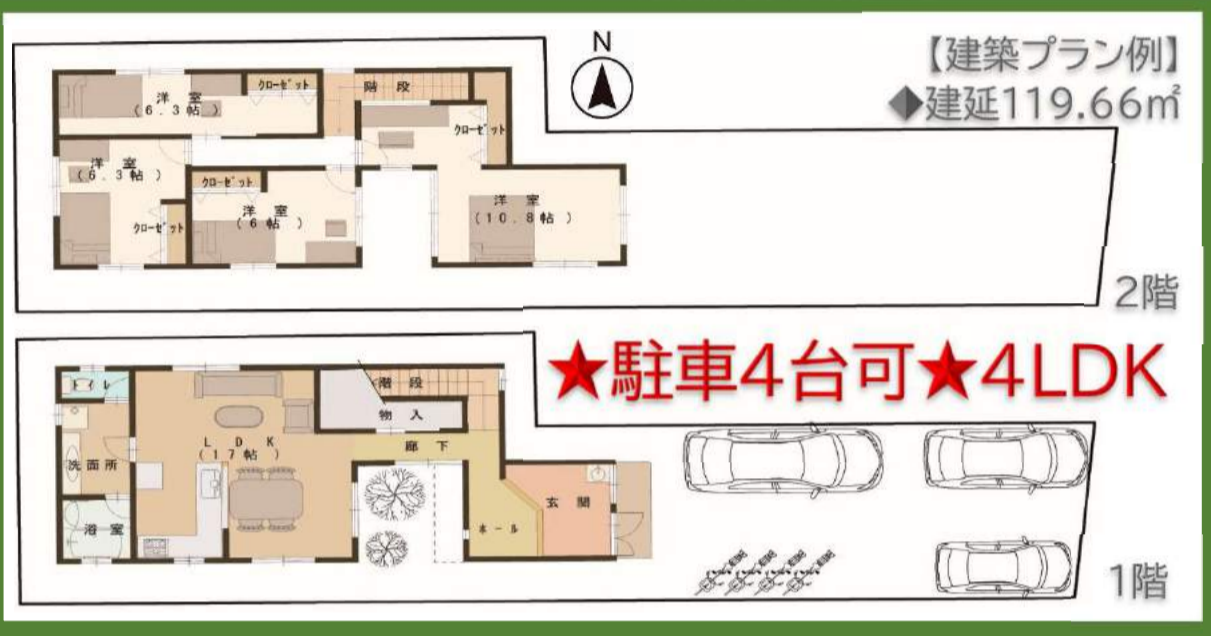 N
【建築プラン例】
◆建延119.66㎡
クローゼット
階段
洋室
(6.3帖)
クローゼット
洋室
(6.3帖)
クローゼット
洋室
(6帖)
洋室
(10.8帖)
クローゼット
2階
★駐車4台可★4LDK
トイレ
階段
物入
LDK
(17帖)
廊下
洗面所
玄関
浴室
ホール
1階